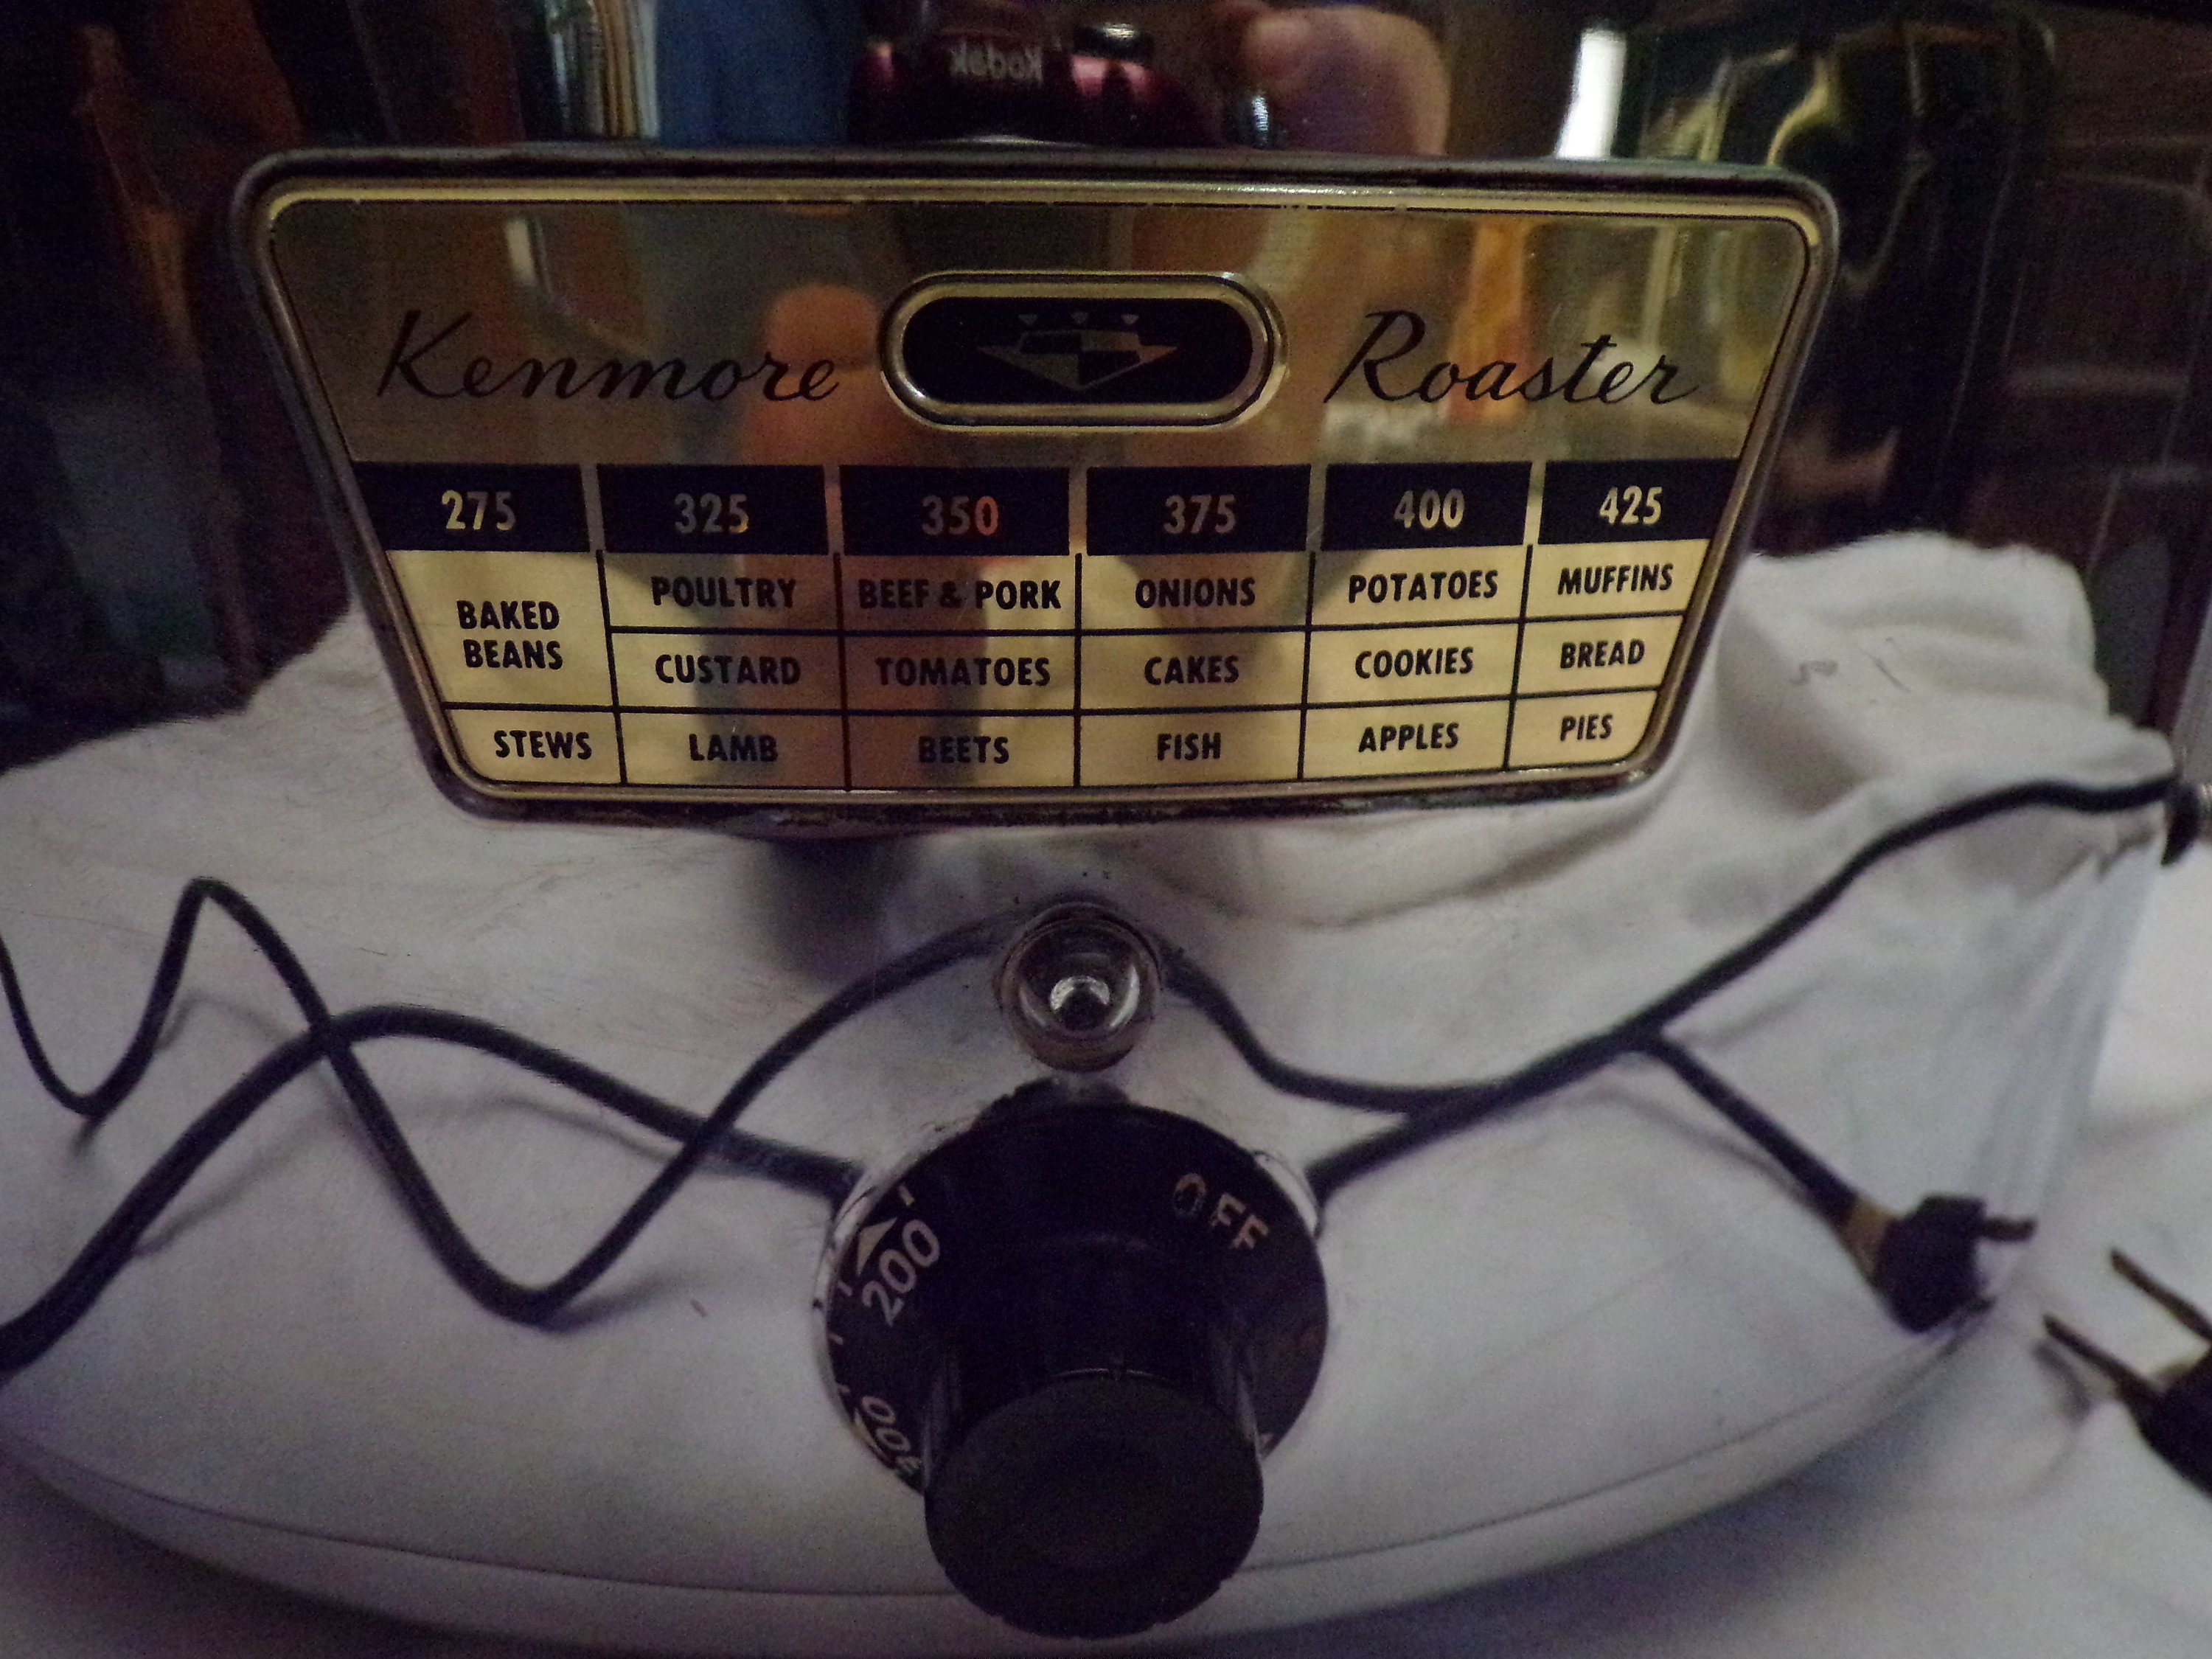 Kodak
Kenmore Roaster
275 325 350 375 400 425
BAKED BEANS
POULTRY BEEF & PORK ONIONS POTATOES MUFFINS
CUSTARD TOMATOES CAKES COOKIES BREAD
STEWS LAMB BEETS FISH APPLES PIES
OFF
200